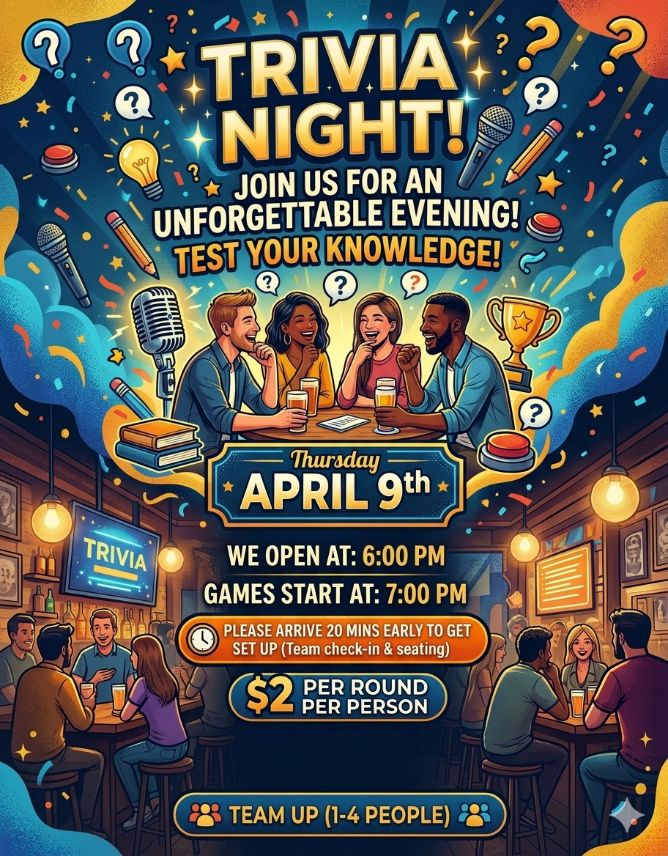 TRIVIA
NIGHT!
JOIN US FOR AN
UNFORGETTABLE EVENING!
TEST YOUR KNOWLEDGE!
Thursday
APRIL 9th
TRIVIA
WE OPEN AT: 6:00 PM
GAMES START AT: 7:00 PM
PLEASE ARRIVE 20 MINS EARLY TO GET
SET UP (Team check-in & seating)
$2 PER ROUND
PER PERSON
TEAM UP (1-4 PEOPLE)